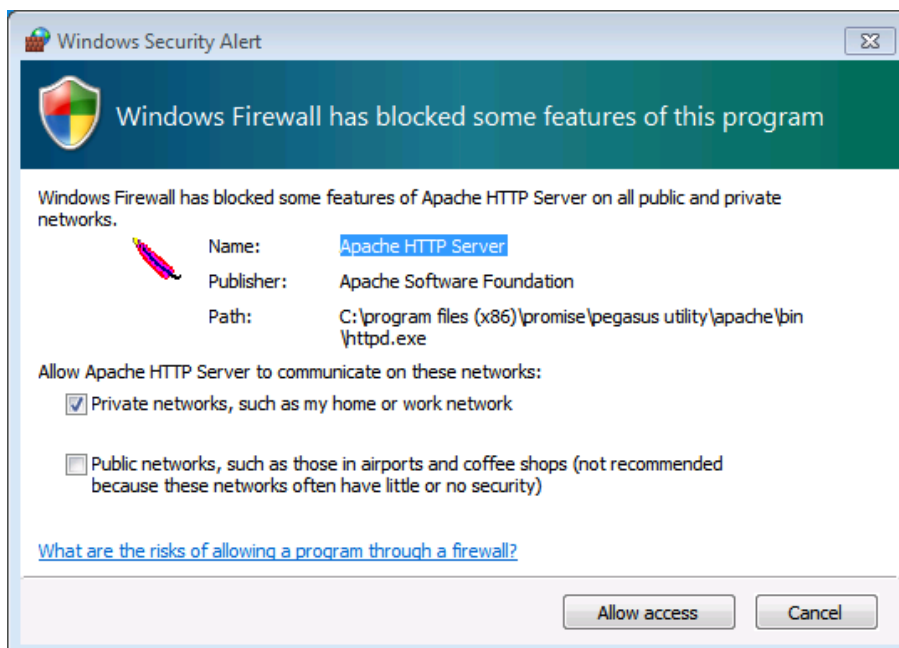 Windows Security Alert
Windows Firewall has blocked some features of this program
Windows Firewall has blocked some features of Apache HTTP Server on all public and private
networks.
Name: Apache HTTP Server
Publisher: Apache Software Foundation
Path: C:\program files (x86)\promise\pegasus utility\apache\bin
\httpd.exe
Allow Apache HTTP Server to communicate on these networks:
Private networks, such as my home or work network
Public networks, such as those in airports and coffee shops (not recommended
because these networks often have little or no security)
What are the risks of allowing a program through a firewall?
Allow access Cancel